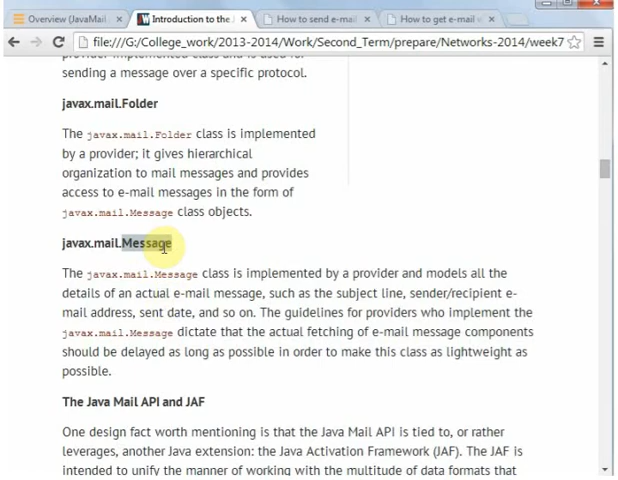 Overview (JavaMail
Introduction to the J
How to send e-mail
How to get e-mail
file:///G:/College_work/2013-2014/Work/Second_Term/prepare/Networks-2014/week7
sending a message over a specific protocol.
javax.mail.Folder
The javax.mail.Folder class is implemented
by a provider; it gives hierarchical
organization to mail messages and provides
access to e-mail messages in the form of
javax.mail.Message class objects.
javax.mail.Message
The javax.mail.Message class is implemented by a provider and models all the
details of an actual e-mail message, such as the subject line, sender/recipient e-
mail address, sent date, and so on. The guidelines for providers who implement the
javax.mail.Message dictate that the actual fetching of e-mail message components
should be delayed as long as possible in order to make this class as lightweight as
possible.
The Java Mail API and JAF
One design fact worth mentioning is that the Java Mail API is tied to, or rather
leverages, another Java extension: the Java Activation Framework (JAF). The JAF is
intended to unify the manner of working with the multitude of data formats that